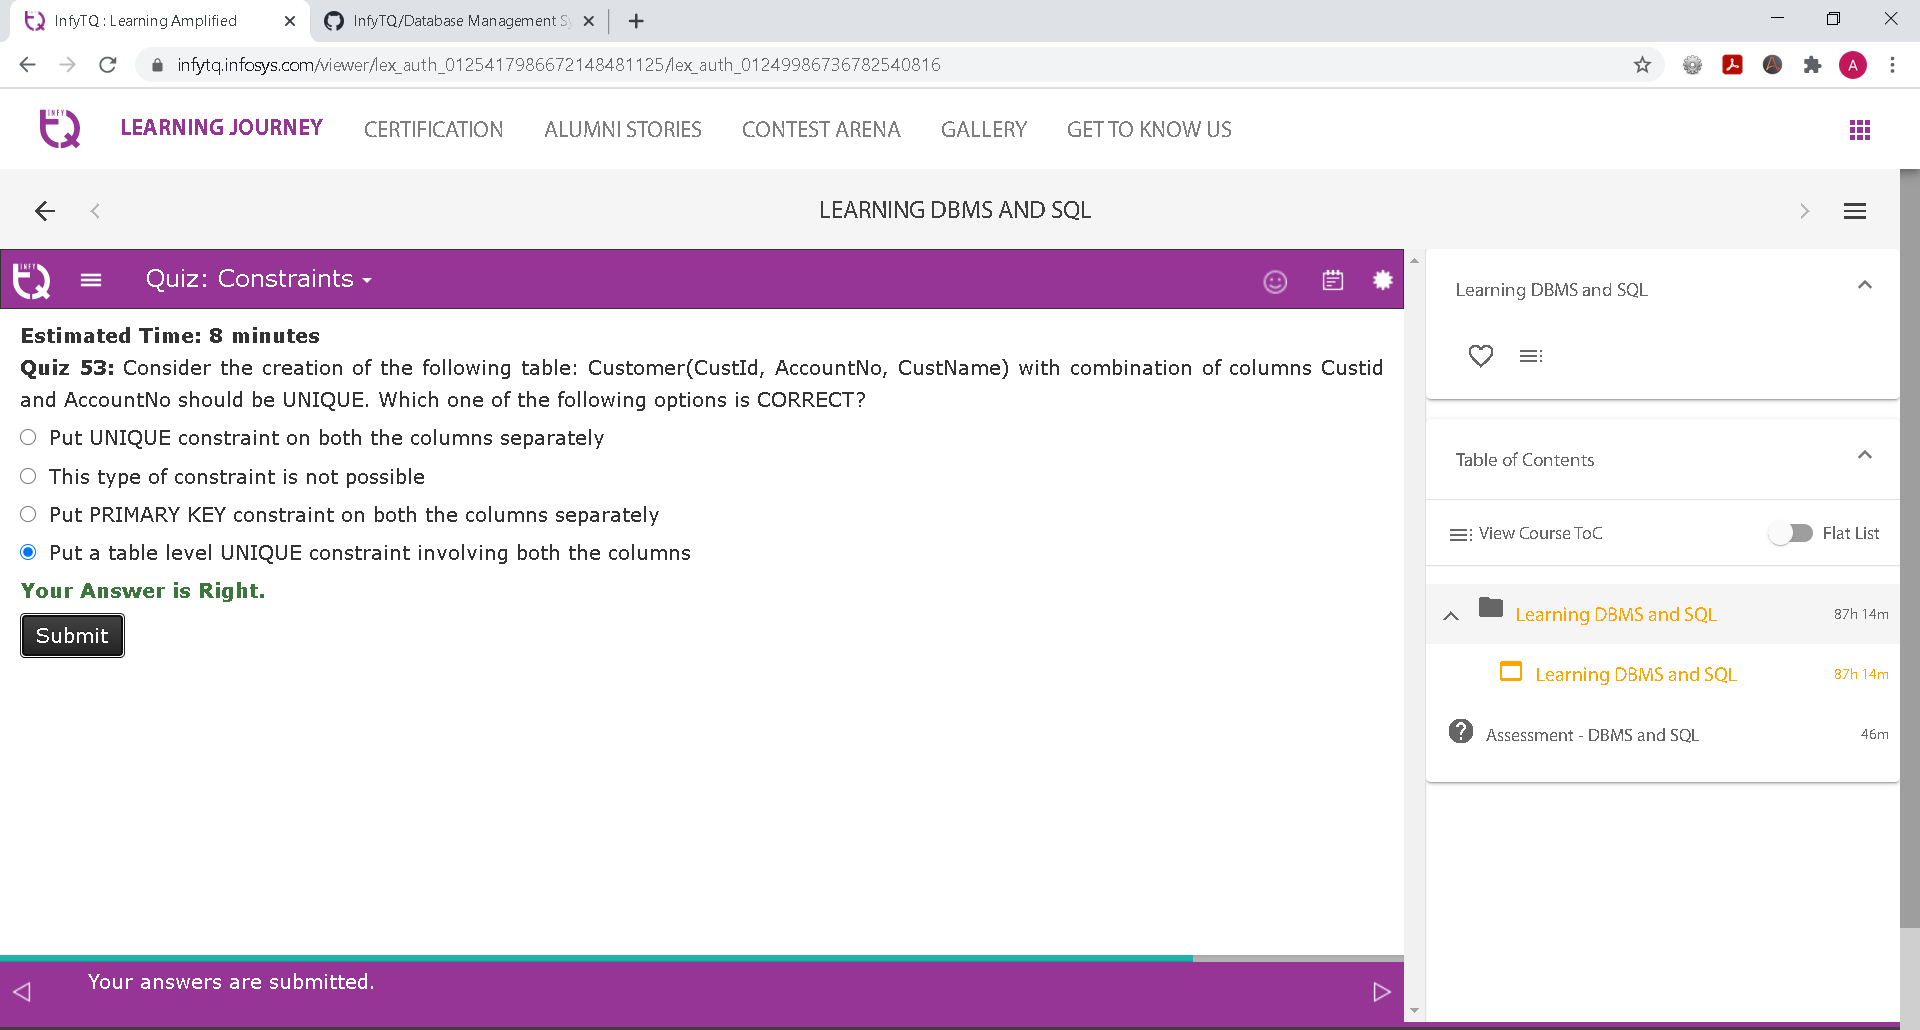 InfyTQ : Learning Amplified
InfyTQ/Database Management
infytq.infosys.com/viewer/lex_auth_0125417986672148481125/lex_auth_01249986736782540816
A
INFY
TQ
LEARNING JOURNEY
CERTIFICATION
ALUMNI STORIES
CONTEST ARENA
GALLERY
GET TO KNOW US
LEARNING DBMS AND SQL
INFY
TQ
Quiz: Constraints
Estimated Time: 8 minutes
Quiz 53: Consider the creation of the following table: Customer(CustId, AccountNo, CustName) with combination of columns Custid
and AccountNo should be UNIQUE. Which one of the following options is CORRECT?
Put UNIQUE constraint on both the columns separately
This type of constraint is not possible
Put PRIMARY KEY constraint on both the columns separately
Put a table level UNIQUE constraint involving both the columns
Your Answer is Right.
Submit
Your answers are submitted.
Learning DBMS and SQL
Table of Contents
View Course ToC
Flat List
Learning DBMS and SQL
87h 14m
Learning DBMS and SQL
87h 14m
Assessment - DBMS and SQL
46m